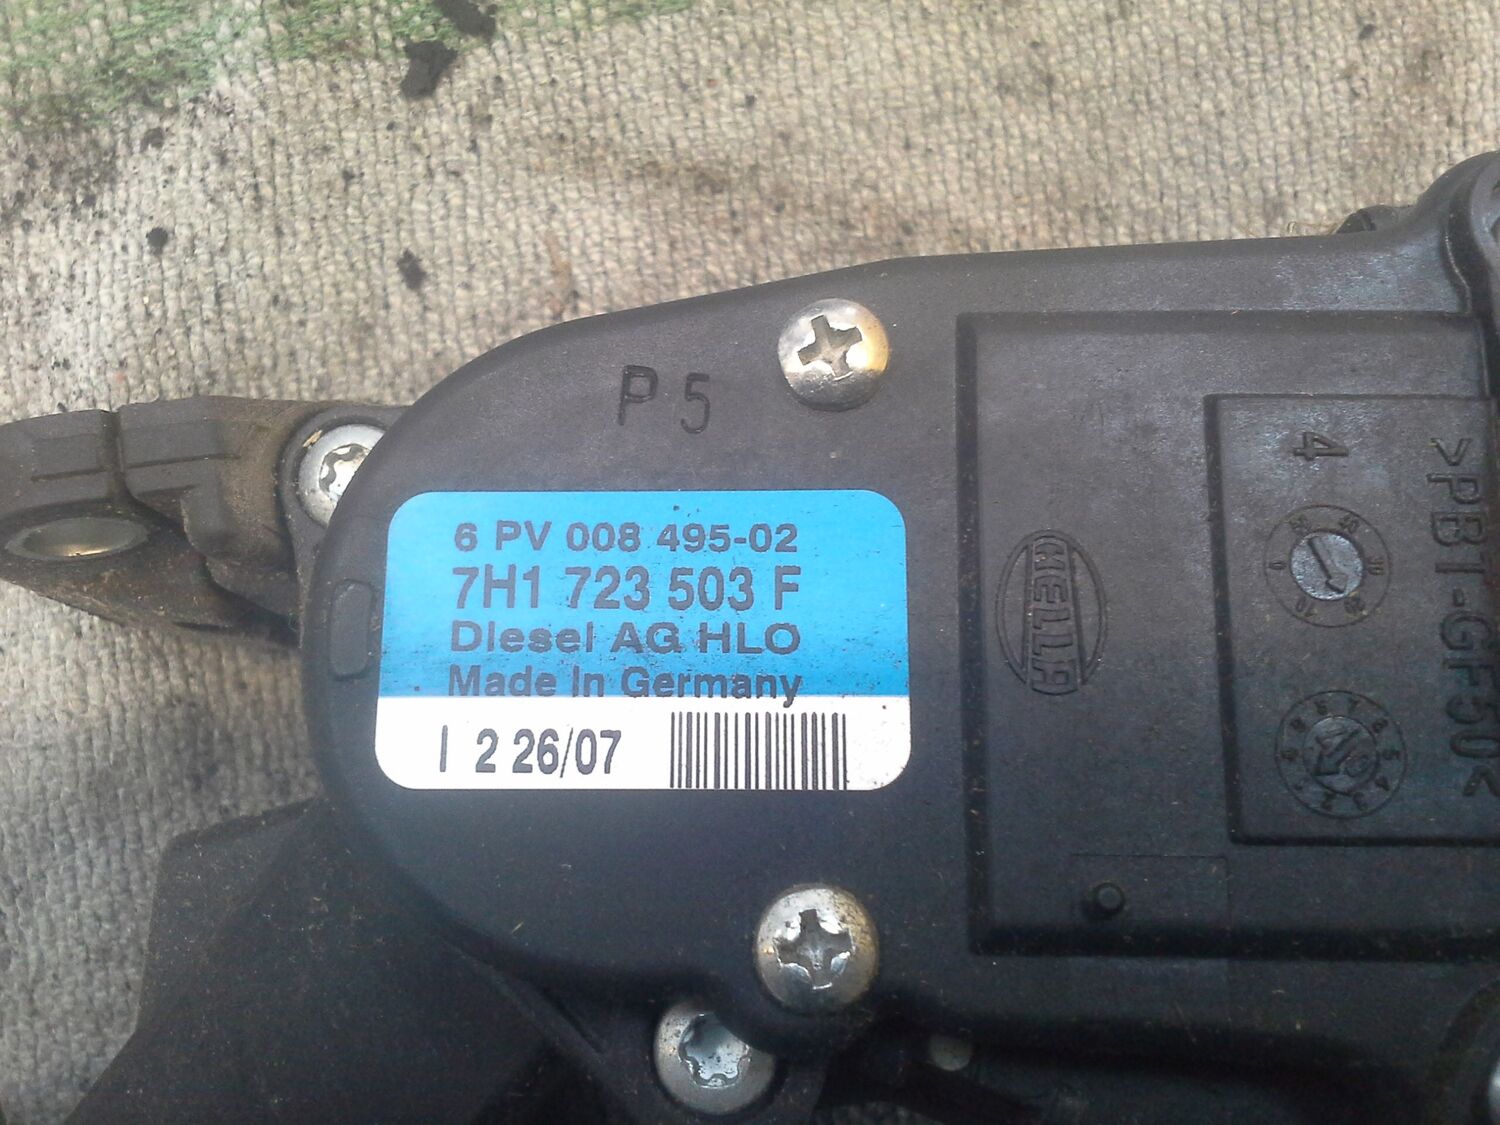 P 5
6 PV 008 495-02
7H1 723 503 F
Diesel AG HLO
Made in Germany
I 2 26/07
HELLA
4
>PBT-GF50<